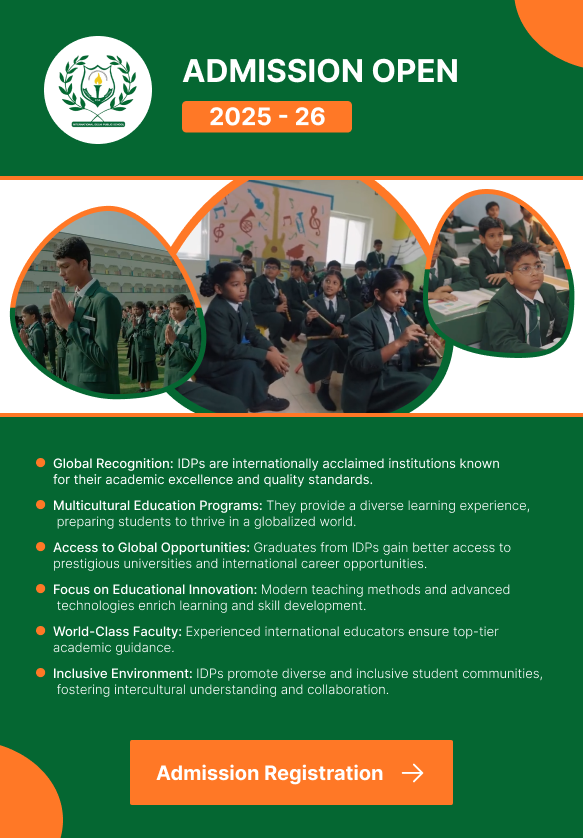 INTERNATIONAL DELHI PUBLIC SCHOOL
ADMISSION OPEN
2025 - 26
Global Recognition: IDPs are internationally acclaimed institutions known
for their academic excellence and quality standards.
Multicultural Education Programs: They provide a diverse learning experience,
preparing students to thrive in a globalized world.
Access to Global Opportunities: Graduates from IDPs gain better access to
prestigious universities and international career opportunities.
Focus on Educational Innovation: Modern teaching methods and advanced
technologies enrich learning and skill development.
World-Class Faculty: Experienced international educators ensure top-tier
academic guidance.
Inclusive Environment: IDPs promote diverse and inclusive student communities,
fostering intercultural understanding and collaboration.
Admission Registration